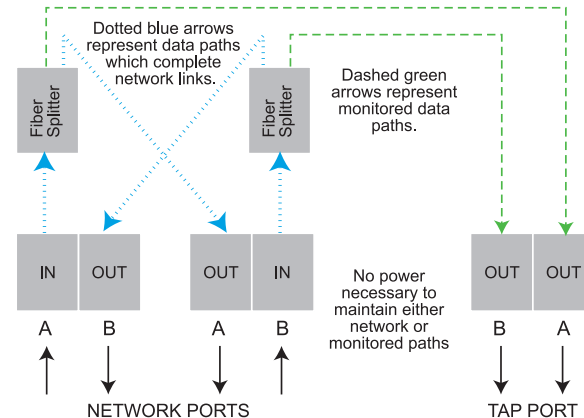 Dotted blue arrows
represent data paths
which complete
network links.
Fiber
Splitter
Fiber
Splitter
Dashed green
arrows represent
monitored data
paths.
IN
OUT
OUT
IN
No power
necessary to
maintain either
network or
monitored paths
OUT
OUT
A
B
A
B
B
A
NETWORK PORTS
TAP PORT